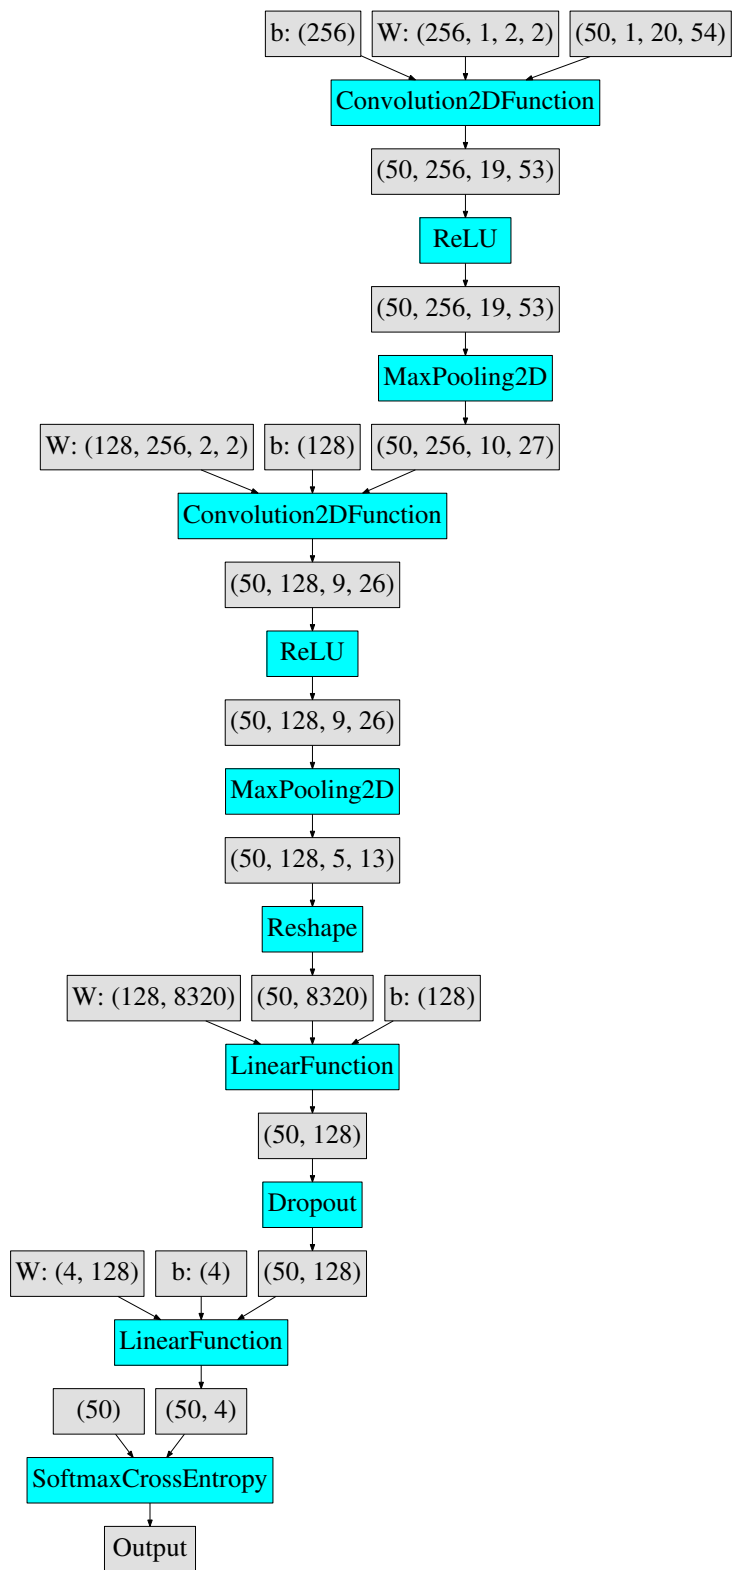 b: (256)
W: (256, 1, 2, 2)
(50, 1, 20, 54)
Convolution2DFunction
(50, 256, 19, 53)
ReLU
(50, 256, 19, 53)
MaxPooling2D
W: (128, 256, 2, 2)
b: (128)
(50, 256, 10, 27)
Convolution2DFunction
(50, 128, 9, 26)
ReLU
(50, 128, 9, 26)
MaxPooling2D
(50, 128, 5, 13)
Reshape
W: (128, 8320)
(50, 8320)
b: (128)
LinearFunction
(50, 128)
Dropout
W: (4, 128)
b: (4)
(50, 128)
LinearFunction
(50)
(50, 4)
SoftmaxCrossEntropy
Output